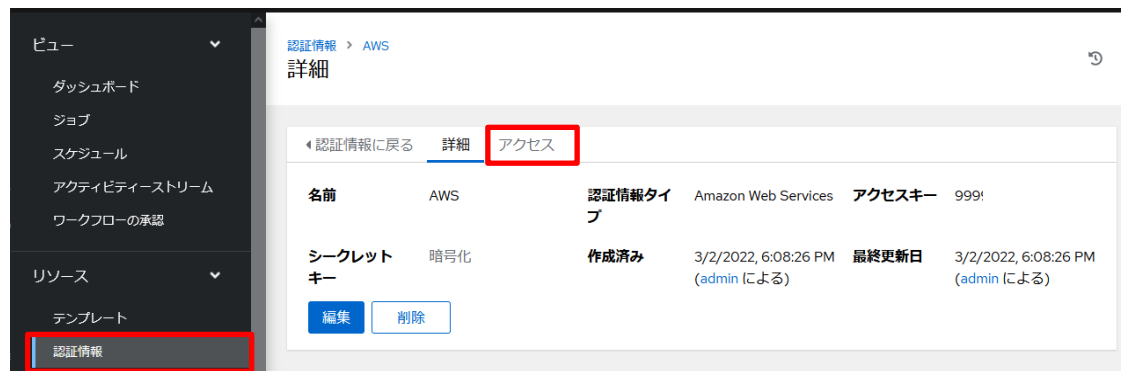 ビュー
ダッシュボード
ジョブ
スケジュール
アクティビティーストリーム
ワークフローの承認
リソース
テンプレート
認証情報
認証情報 > AWS
詳細
認証情報に戻る 詳細 アクセス
名前 AWS 認証情報タイ Amazon Web Services アクセスキー 999
プ
シークレット 暗号化 作成済み 3/2/2022, 6:08:26 PM 最終更新日 3/2/2022, 6:08:26 PM
キー (admin による) (admin による)
編集 削除